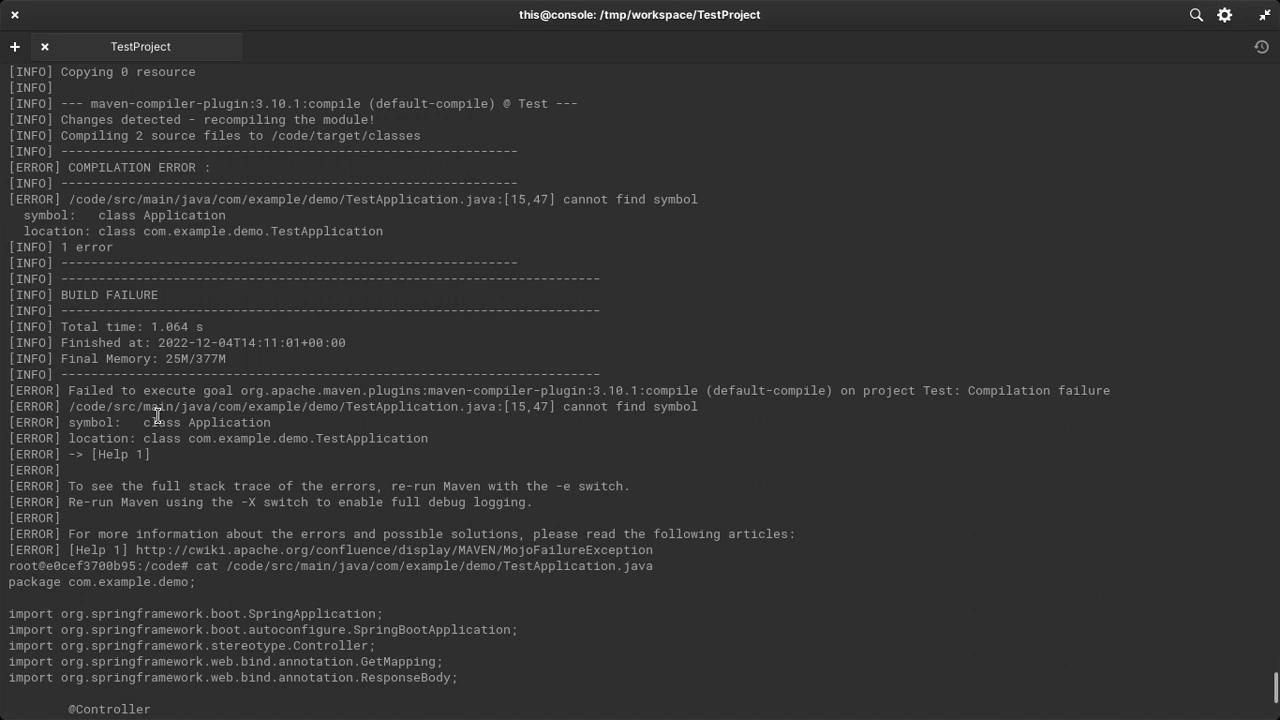 this@console: /tmp/workspace/TestProject
TestProject
[INFO] Copying 0 resource
[INFO]
[INFO] --- maven-compiler-plugin:3.10.1:compile (default-compile) @ Test ---
[INFO] Changes detected - recompiling the module!
[INFO] Compiling 2 source files to /code/target/classes
[INFO] -------------------------------------------------------------
[ERROR] COMPILATION ERROR :
[INFO] -------------------------------------------------------------
[ERROR] /code/src/main/java/com/example/demo/TestApplication.java:[15,47] cannot find symbol
  symbol:   class Application
  location: class com.example.demo.TestApplication
[INFO] 1 error
[INFO] -------------------------------------------------------------
[INFO] ------------------------------------------------------------------------
[INFO] BUILD FAILURE
[INFO] ------------------------------------------------------------------------
[INFO] Total time: 1.064 s
[INFO] Finished at: 2022-12-04T14:11:01+00:00
[INFO] Final Memory: 25M/377M
[INFO] ------------------------------------------------------------------------
[ERROR] Failed to execute goal org.apache.maven.plugins:maven-compiler-plugin:3.10.1:compile (default-compile) on project Test: Compilation failure
[ERROR] /code/src/main/java/com/example/demo/TestApplication.java:[15,47] cannot find symbol
[ERROR] symbol:   class Application
[ERROR] location: class com.example.demo.TestApplication
[ERROR] -> [Help 1]
[ERROR]
[ERROR] To see the full stack trace of the errors, re-run Maven with the -e switch.
[ERROR] Re-run Maven using the -X switch to enable full debug logging.
[ERROR]
[ERROR] For more information about the errors and possible solutions, please read the following articles:
[ERROR] [Help 1] http://cwiki.apache.org/confluence/display/MAVEN/MojoFailureException
root@e0cef3700b95:/code# cat /code/src/main/java/com/example/demo/TestApplication.java
package com.example.demo;

import org.springframework.boot.SpringApplication;
import org.springframework.boot.autoconfigure.SpringBootApplication;
import org.springframework.stereotype.Controller;
import org.springframework.web.bind.annotation.GetMapping;
import org.springframework.web.bind.annotation.ResponseBody;

        @Controller